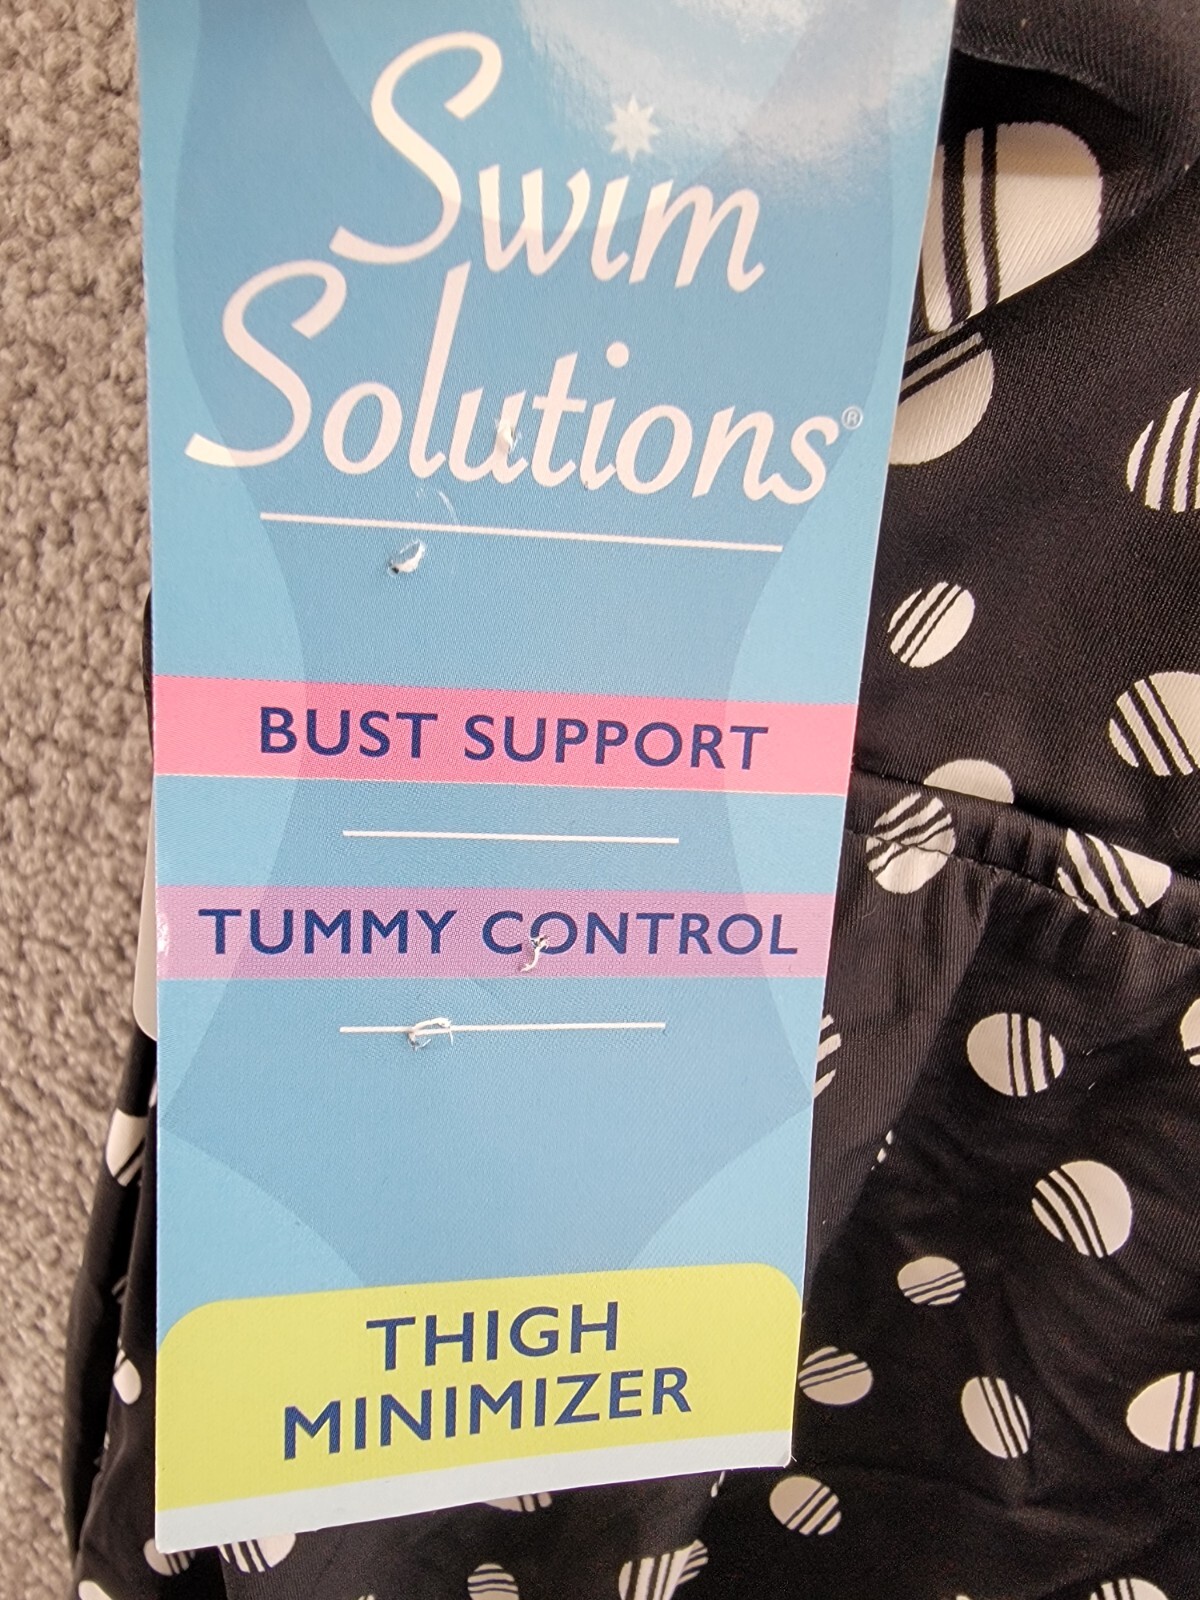 Swim
Solutions®
BUST SUPPORT
TUMMY CONTROL
THIGH
MINIMIZER